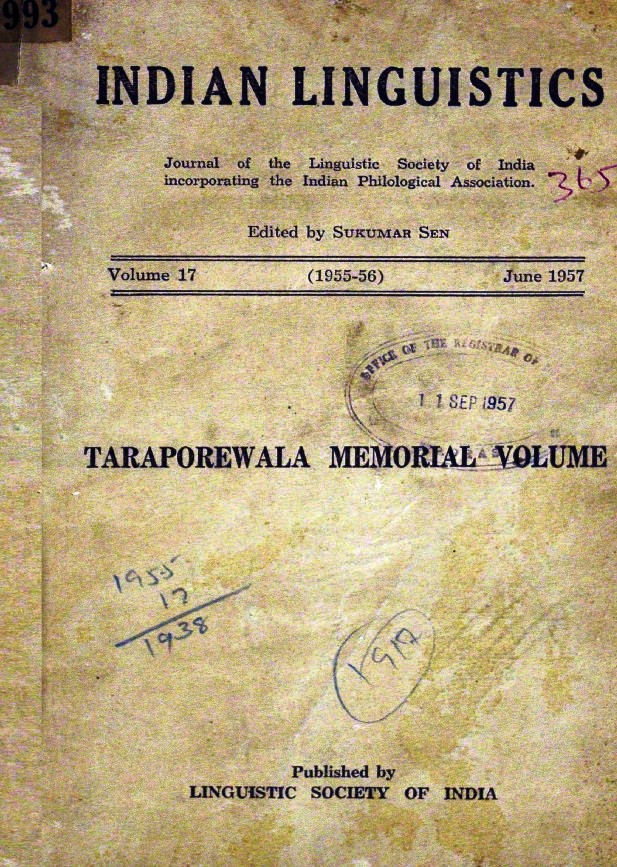 993
INDIAN LINGUISTICS
Journal of the Linguistic Society of India
incorporating the Indian Philological Association.
365
Edited by SUKUMAR SEN
Volume 17 (1955-56) June 1957
OFFICE OF THE REGISTRAR OF
11 SEP 1957
TARAPOREWALA MEMORIAL VOLUME
1955
17
1938
Published by
LINGUISTIC SOCIETY OF INDIA